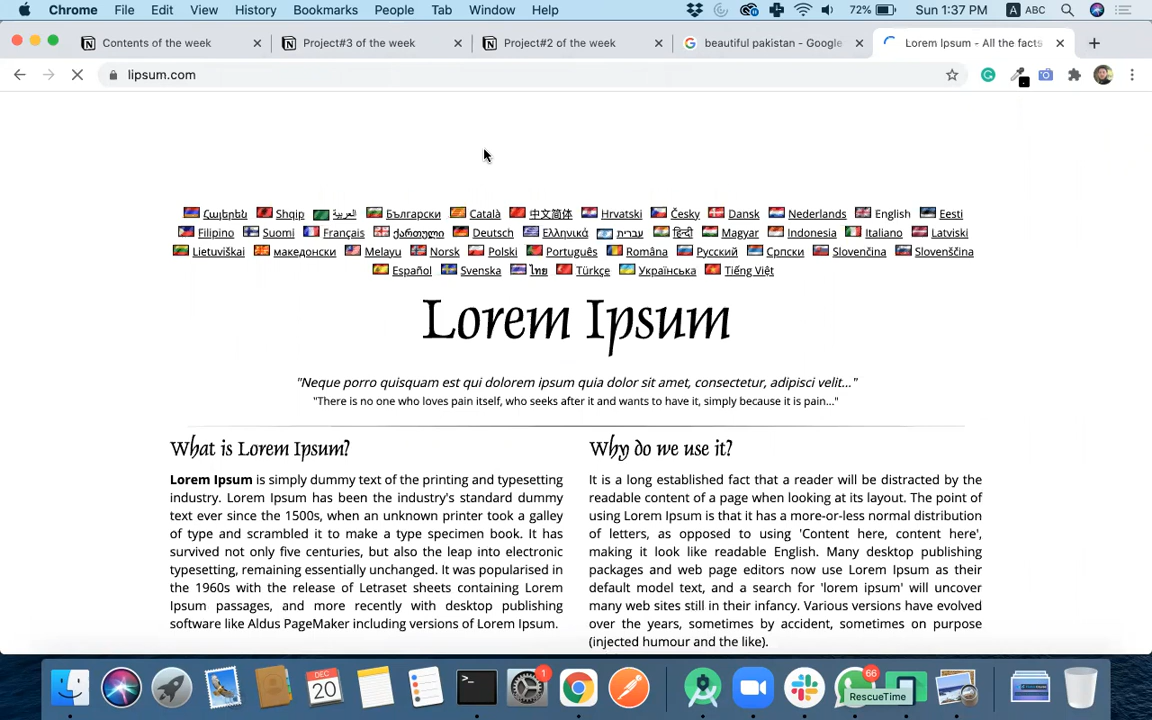 Chrome File Edit View History Bookmarks People Tab Window Help 72% Sun 1:37 PM A ABC
Contents of the week Project#3 of the week Project#2 of the week beautiful pakistan - Google Lorem Ipsum - All the facts
lipsum.com
Հայերեն Shqip العربية Български Català 中文简体 Hrvatski Česky Dansk Nederlands English Eesti
Filipino Suomi Français ქართული Deutsch Ελληνικά עברית हिन्दी Magyar Indonesia Italiano Latviski
Lietuviškai македонски Melayu Norsk Polski Português Româna Русский Српски Slovenčina Slovenščina
Español Svenska ไทย Türkçe Українська Tiếng Việt
Lorem Ipsum
"Neque porro quisquam est qui dolorem ipsum quia dolor sit amet, consectetur, adipisci velit..."
"There is no one who loves pain itself, who seeks after it and wants to have it, simply because it is pain..."
What is Lorem Ipsum?
Lorem Ipsum is simply dummy text of the printing and typesetting
industry. Lorem Ipsum has been the industry's standard dummy
text ever since the 1500s, when an unknown printer took a galley
of type and scrambled it to make a type specimen book. It has
survived not only five centuries, but also the leap into electronic
typesetting, remaining essentially unchanged. It was popularised in
the 1960s with the release of Letraset sheets containing Lorem
Ipsum passages, and more recently with desktop publishing
software like Aldus PageMaker including versions of Lorem Ipsum.
Why do we use it?
It is a long established fact that a reader will be distracted by the
readable content of a page when looking at its layout. The point of
using Lorem Ipsum is that it has a more-or-less normal distribution
of letters, as opposed to using 'Content here, content here',
making it look like readable English. Many desktop publishing
packages and web page editors now use Lorem Ipsum as their
default model text, and a search for 'lorem ipsum' will uncover
many web sites still in their infancy. Various versions have evolved
over the years, sometimes by accident, sometimes on purpose
(injected humour and the like).
DEC
20
1
66
RescueTime